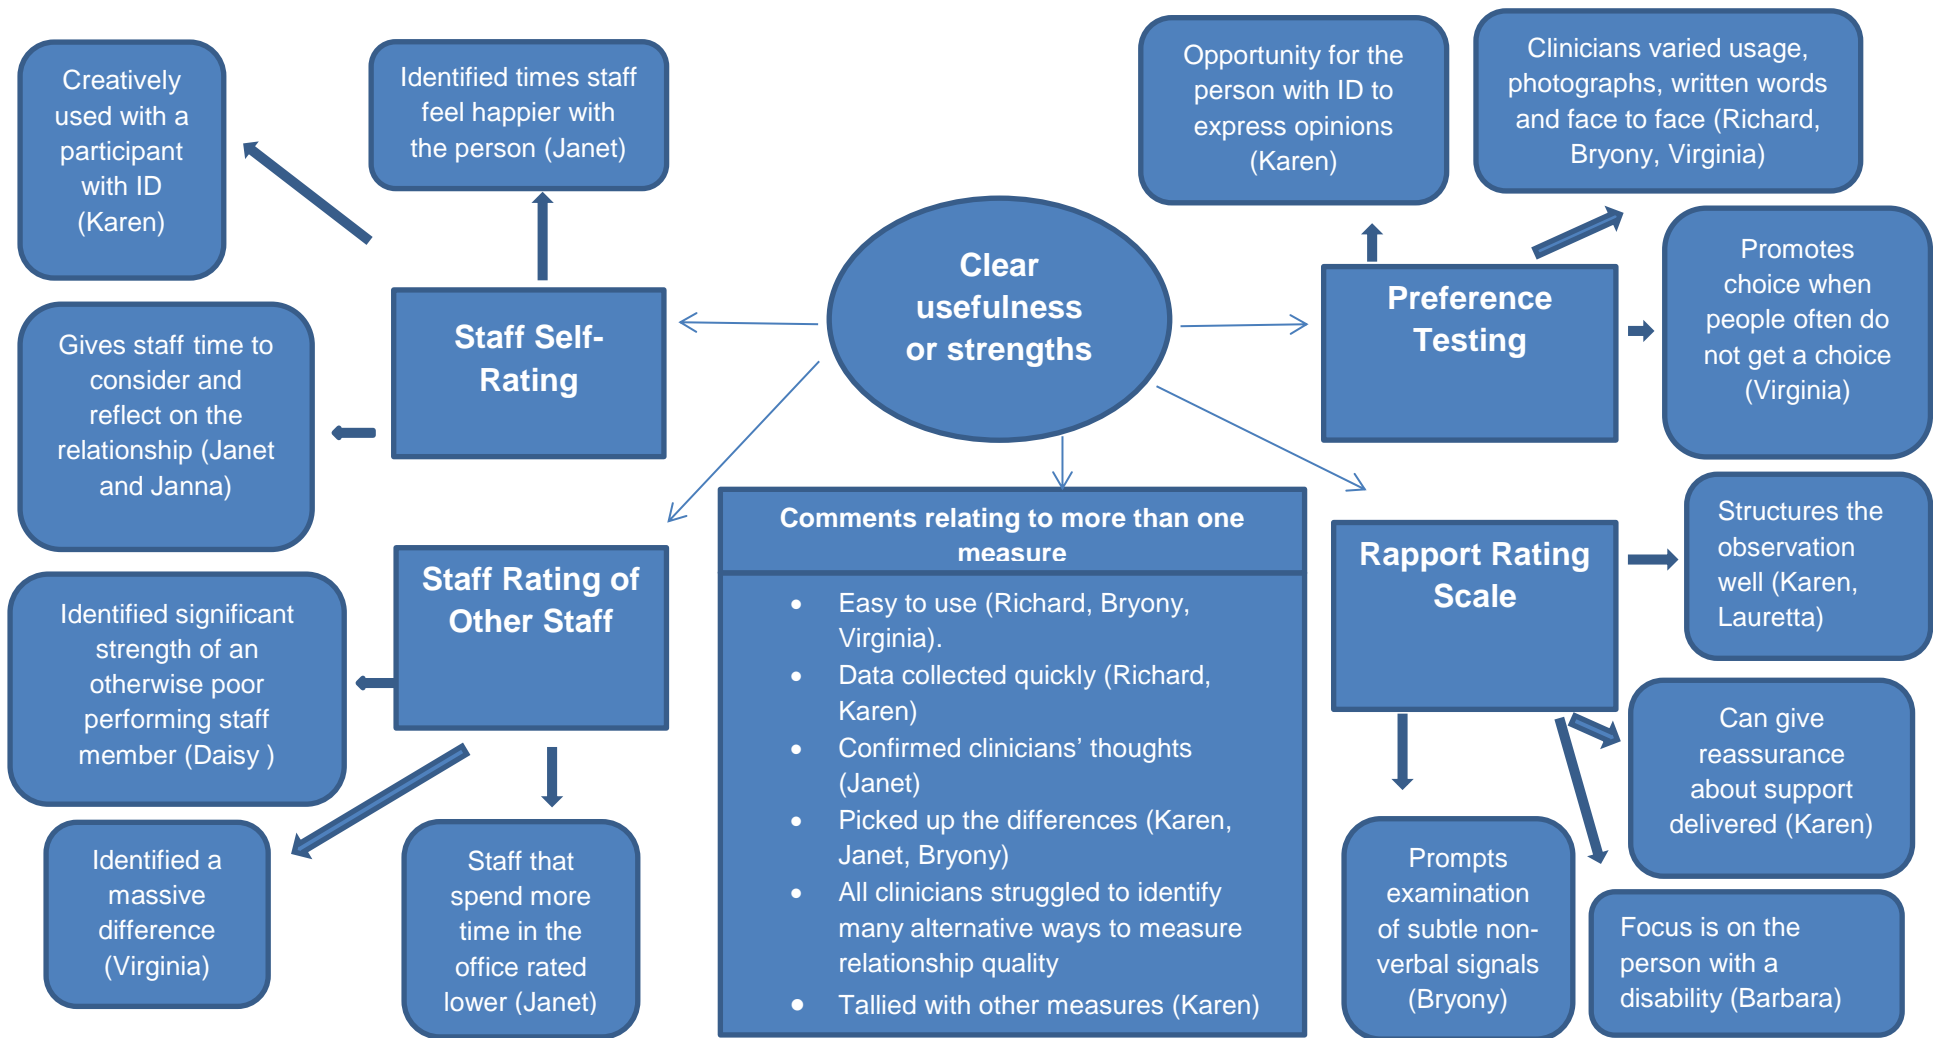 Creatively
used with a
participant
with ID
(Karen)
Identified times staff
feel happier with
the person (Janet)
Opportunity for the
person with ID to
express opinions
(Karen)
Clinicians varied usage,
photographs, written words
and face to face (Richard,
Bryony, Virginia)
Clear
usefulness
or strengths
Staff Self-
Rating
Preference
Testing
Promotes
choice when
people often do
not get a choice
(Virginia)
Gives staff time to
consider and
reflect on the
relationship (Janet
and Janna)
Staff Rating of
Other Staff
Comments relating to more than one
measure
• Easy to use (Richard, Bryony,
Virginia).
• Data collected quickly (Richard,
Karen)
• Confirmed clinicians’ thoughts
(Janet)
• Picked up the differences (Karen,
Janet, Bryony)
• All clinicians struggled to identify
many alternative ways to measure
relationship quality
• Tallied with other measures (Karen)
Rapport Rating
Scale
Structures the
observation
well (Karen,
Lauretta)
Identified significant
strength of an
otherwise poor
performing staff
member (Daisy )
Can give
reassurance
about support
delivered (Karen)
Identified a
massive
difference
(Virginia)
Staff that
spend more
time in the
office rated
lower (Janet)
Prompts
examination
of subtle non-
verbal signals
(Bryony)
Focus is on the
person with a
disability (Barbara)